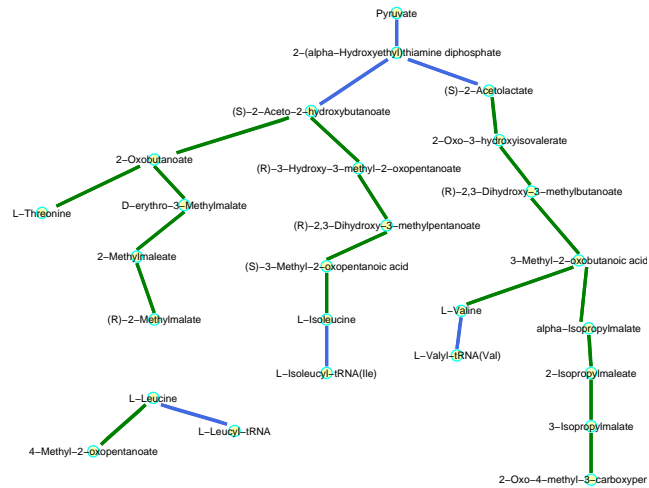 Pyruvate
2−(alpha−Hydroxyethyl)thiamine diphosphate
(S)−2−Acetolactate
(S)−2−Aceto−2−hydroxybutanoate
2−Oxo−3−hydroxyisovalerate
2−Oxobutanoate
(R)−3−Hydroxy−3−methyl−2−oxopentanoate
(R)−2,3−Dihydroxy−3−methylbutanoate
D−erythro−3−Methylmalate
L−Threonine
(R)−2,3−Dihydroxy−3−methylpentanoate
2−Methylmaleate
3−Methyl−2−oxobutanoic acid
(S)−3−Methyl−2−oxopentanoic acid
L−Valine
(R)−2−Methylmalate
L−Isoleucine
alpha−Isopropylmalate
L−Valyl−tRNA(Val)
L−Isoleucyl−tRNA(Ile)
2−Isopropylmaleate
L−Leucine
3−Isopropylmalate
L−Leucyl−tRNA
4−Methyl−2−oxopentanoate
2−Oxo−4−methyl−3−carboxypen